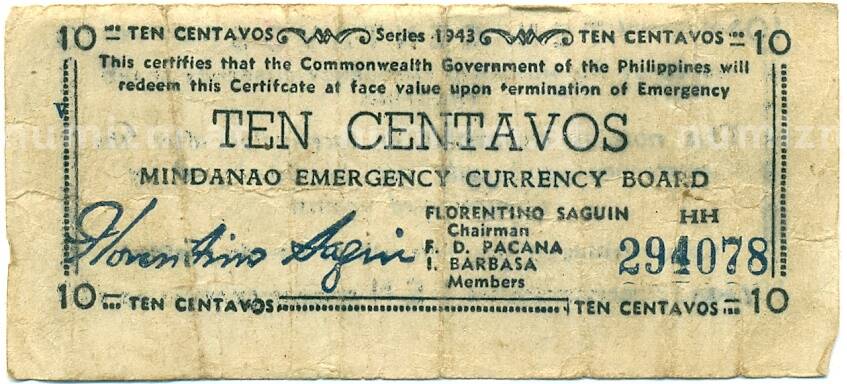 10 TEN CENTAVOS Series 1943 TEN CENTAVOS 10
This certifies that the Commonwealth Government of the Philippines will
redeem this Certifcate at face value upon termination of Emergency
TEN CENTAVOS
MINDANAO EMERGENCY CURRENCY BOARD
FLORENTINO SAGUIN HH
Chairman
Florentino Saguin
F. D. PACANA 294078
I. BARBASA
Members
10 TEN CENTAVOS TEN CENTAVOS 10